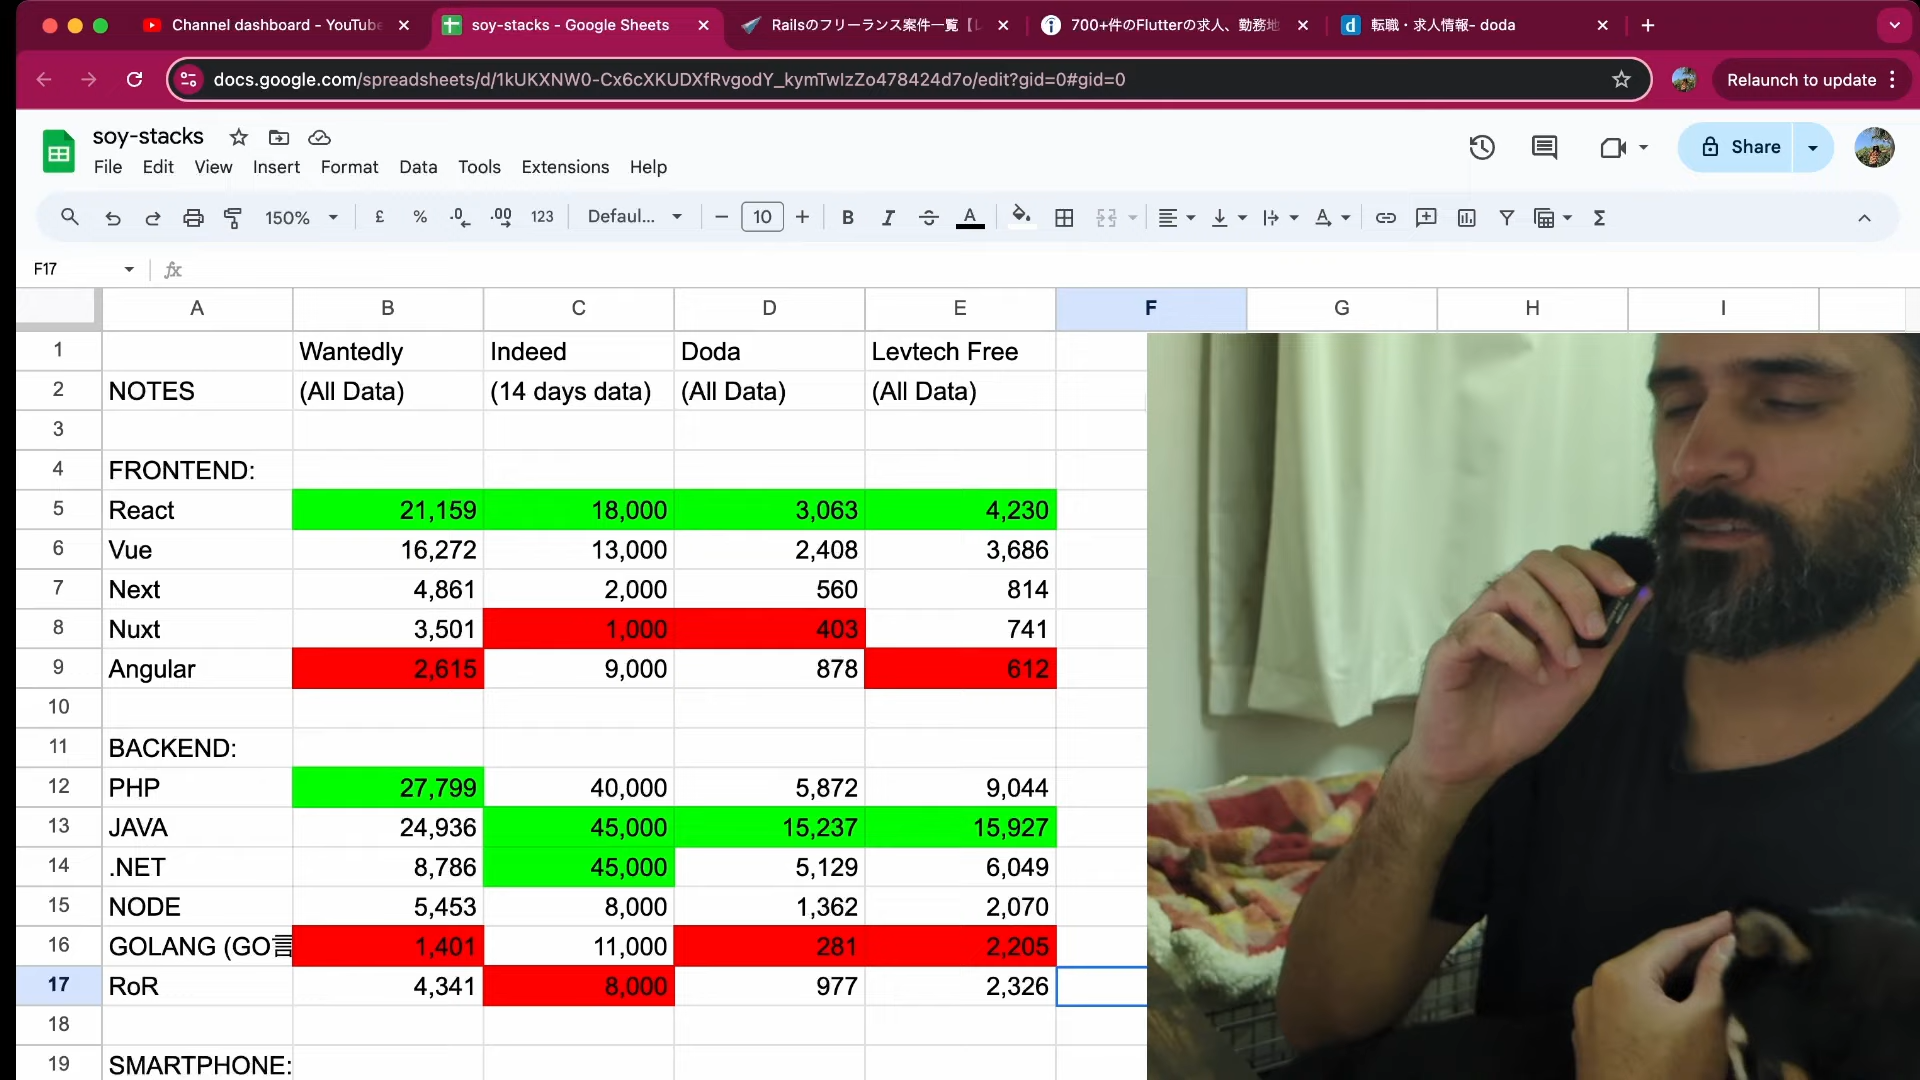 Channel dashboard - YouTube
soy-stacks - Google Sheets
Railsのフリーランス案件一覧
700+件のFlutterの求人、勤務地
転職・求人情報- doda
docs.google.com/spreadsheets/d/1kUKXNW0-Cx6cXKUDXfRvgodY_kymTwIzZo478424d7o/edit?gid=0#gid=0
Relaunch to update
soy-stacks
Share
File Edit View Insert Format Data Tools Extensions Help
150% £ % .0 .00 123 Defaul... 10 B I S A Σ
F17 fx
A B C D E F G H I
1 Wantedly Indeed Doda Levtech Free
2 NOTES (All Data) (14 days data) (All Data) (All Data)
3
4 FRONTEND:
5 React 21,159 18,000 3,063 4,230
6 Vue 16,272 13,000 2,408 3,686
7 Next 4,861 2,000 560 814
8 Nuxt 3,501 1,000 403 741
9 Angular 2,615 9,000 878 612
10
11 BACKEND:
12 PHP 27,799 40,000 5,872 9,044
13 JAVA 24,936 45,000 15,237 15,927
14 .NET 8,786 45,000 5,129 6,049
15 NODE 5,453 8,000 1,362 2,070
16 GOLANG (GO言 1,401 11,000 281 2,205
17 RoR 4,341 8,000 977 2,326
18
19 SMARTPHONE: